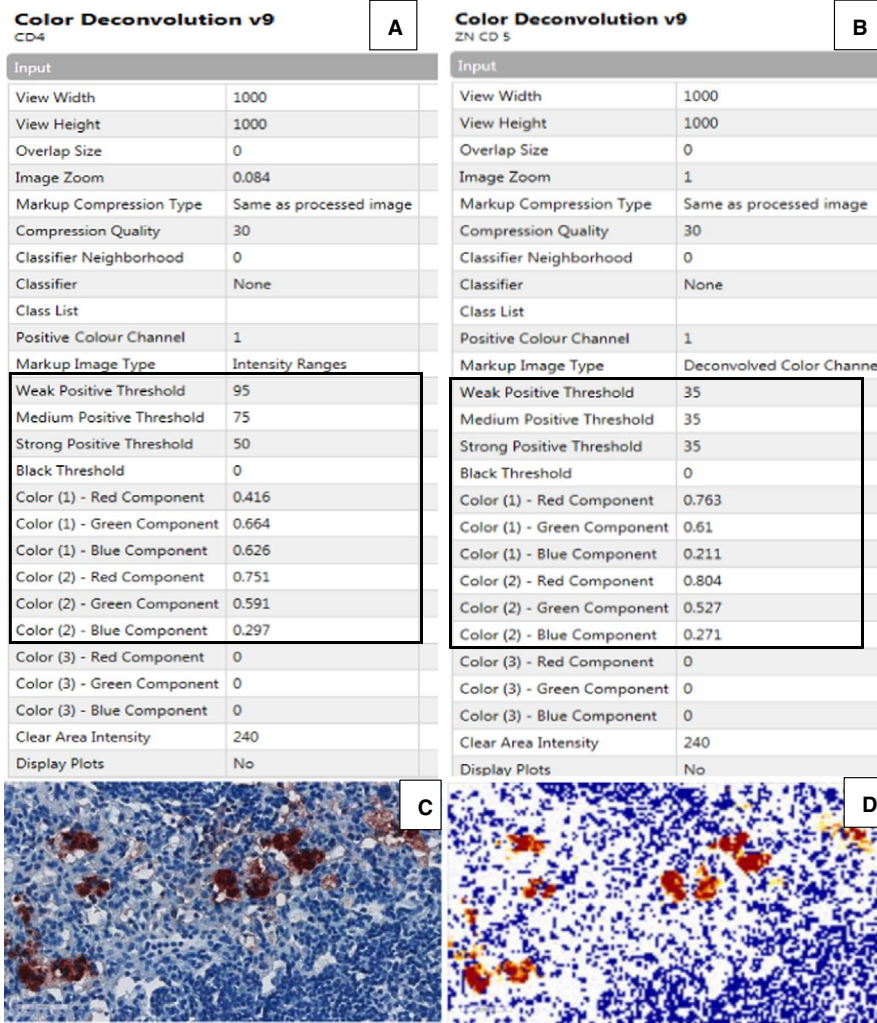 Color Deconvolution v9
A
CD4
Input
View Width 1000
View Height 1000
Overlap Size 0
Image Zoom 0.084
Markup Compression Type Same as processed image
Compression Quality 30
Classifier Neighborhood 0
Classifier None
Class List
Positive Colour Channel 1
Markup Image Type Intensity Ranges
Weak Positive Threshold 95
Medium Positive Threshold 75
Strong Positive Threshold 50
Black Threshold 0
Color (1) - Red Component 0.416
Color (1) - Green Component 0.664
Color (1) - Blue Component 0.626
Color (2) - Red Component 0.751
Color (2) - Green Component 0.591
Color (2) - Blue Component 0.297
Color (3) - Red Component 0
Color (3) - Green Component 0
Color (3) - Blue Component 0
Clear Area Intensity 240
Display Plots No
Color Deconvolution v9
B
ZN CD 5
Input
View Width 1000
View Height 1000
Overlap Size 0
Image Zoom 1
Markup Compression Type Same as processed image
Compression Quality 30
Classifier Neighborhood 0
Classifier None
Class List
Positive Colour Channel 1
Markup Image Type Deconvolved Color Channe
Weak Positive Threshold 35
Medium Positive Threshold 35
Strong Positive Threshold 35
Black Threshold 0
Color (1) - Red Component 0.763
Color (1) - Green Component 0.61
Color (1) - Blue Component 0.211
Color (2) - Red Component 0.804
Color (2) - Green Component 0.527
Color (2) - Blue Component 0.271
Color (3) - Red Component 0
Color (3) - Green Component 0
Color (3) - Blue Component 0
Clear Area Intensity 240
Display Plots No
C
D